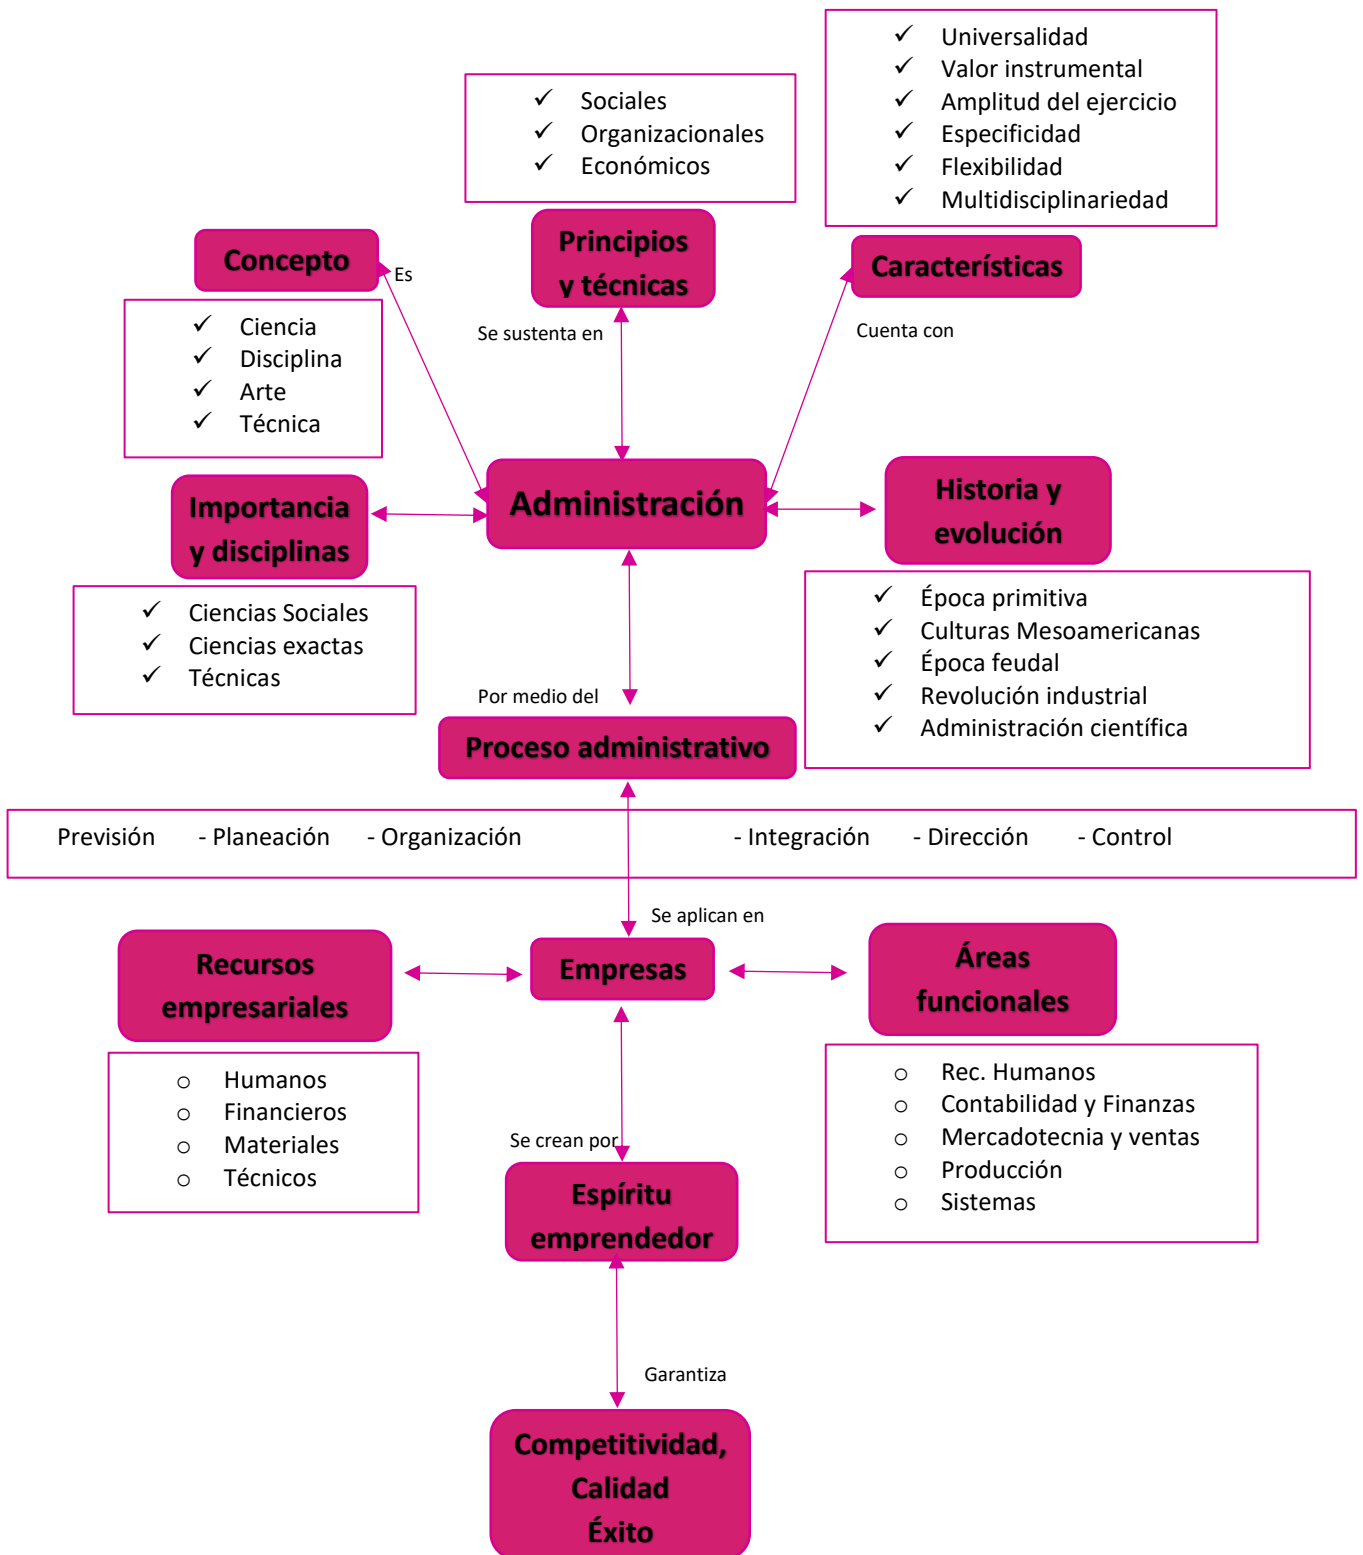 ✓ Universalidad
✓ Valor instrumental
✓ Amplitud del ejercicio
✓ Especificidad
✓ Flexibilidad
✓ Multidisciplinariedad
✓ Sociales
✓ Organizacionales
✓ Económicos
Concepto
Principios
y técnicas
Características
Es
✓ Ciencia
✓ Disciplina
✓ Arte
✓ Técnica
Se sustenta en
Cuenta con
Importancia
y disciplinas
Administración
Historia y
evolución
✓ Ciencias Sociales
✓ Ciencias exactas
✓ Técnicas
✓ Época primitiva
✓ Culturas Mesoamericanas
✓ Época feudal
✓ Revolución industrial
✓ Administración científica
Por medio del
Proceso administrativo
Previsión - Planeación - Organización - Integración - Dirección - Control
Se aplican en
Recursos
empresariales
Empresas
Áreas
funcionales
o Humanos
o Financieros
o Materiales
o Técnicos
o Rec. Humanos
o Contabilidad y Finanzas
o Mercadotecnia y ventas
o Producción
o Sistemas
Se crean por
Espíritu
emprendedor
Garantiza
Competitividad,
Calidad
Éxito